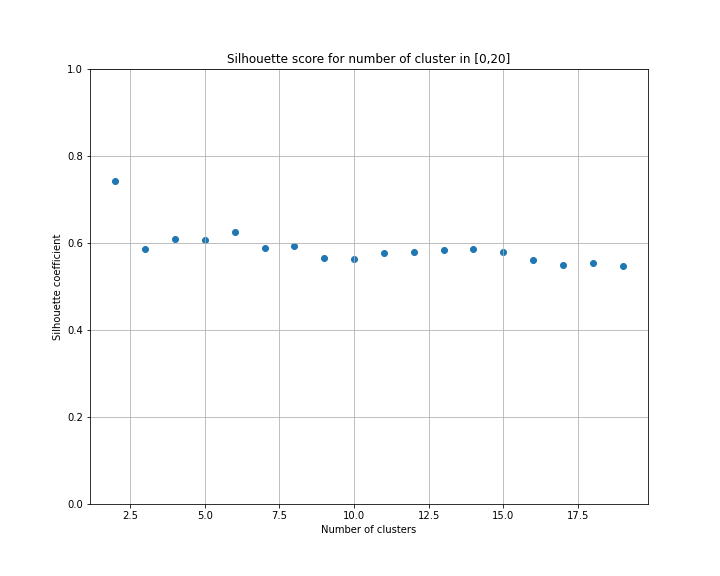 Silhouette score for number of cluster in [0,20]
1.0
0.8
0.6
0.4
0.2
0.0
Silhouette coefficient
2.5 5.0 7.5 10.0 12.5 15.0 17.5
Number of clusters